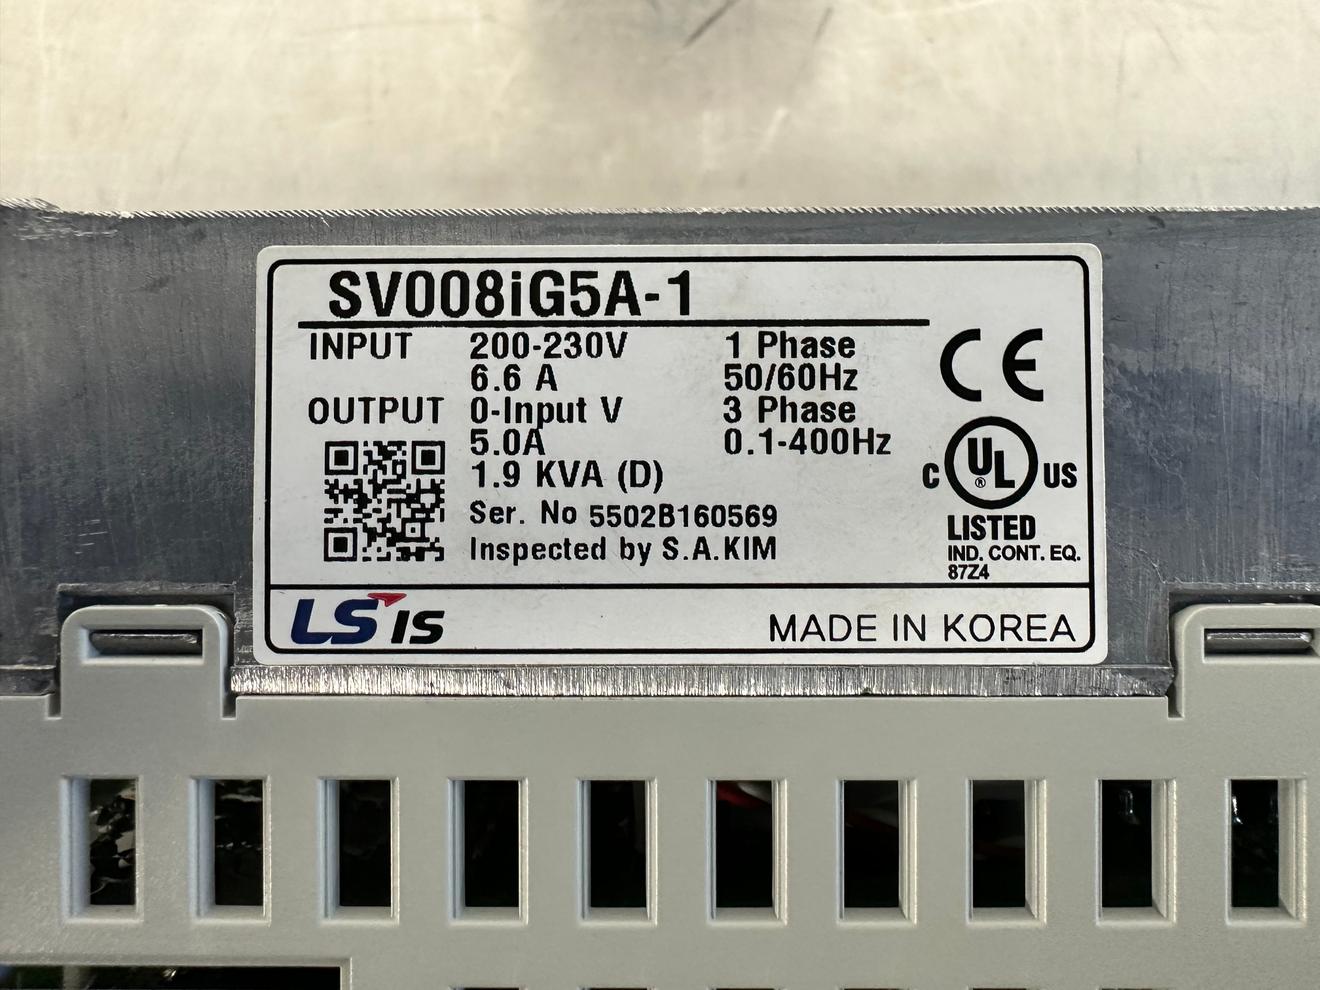 SV008iG5A-1
INPUT 200-230V 1 Phase
6.6 A 50/60Hz
OUTPUT 0-Input V 3 Phase
5.0A 0.1-400Hz
1.9 KVA (D)
Ser. No 5502B160569
Inspected by S.A.KIM
CE
C UL ® US
LISTED
IND. CONT. EQ.
87Z4
LS IS MADE IN KOREA